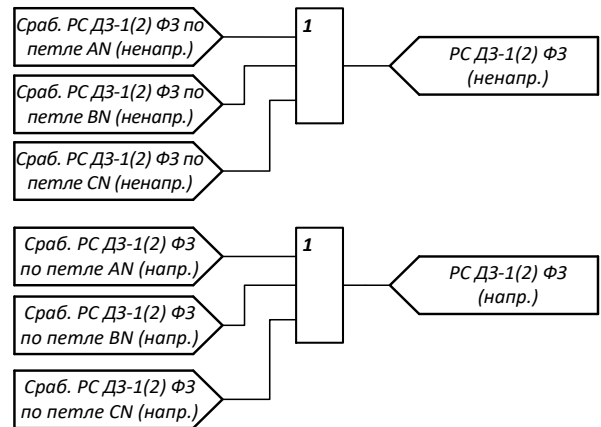 Сраб. РС ДЗ-1(2) ФЗ по
петле AN (ненапр.)
1
РС ДЗ-1(2) ФЗ
(ненапр.)
Сраб. РС ДЗ-1(2) ФЗ по
петле BN (ненапр.)
Сраб. РС ДЗ-1(2) ФЗ по
петле CN (ненапр.)
Сраб. РС ДЗ-1(2) ФЗ
по петле AN (напр.)
1
РС ДЗ-1(2) ФЗ
(напр.)
Сраб. РС ДЗ-1(2) ФЗ
по петле BN (напр.)
Сраб. РС ДЗ-1(2) ФЗ
по петле CN (напр.)